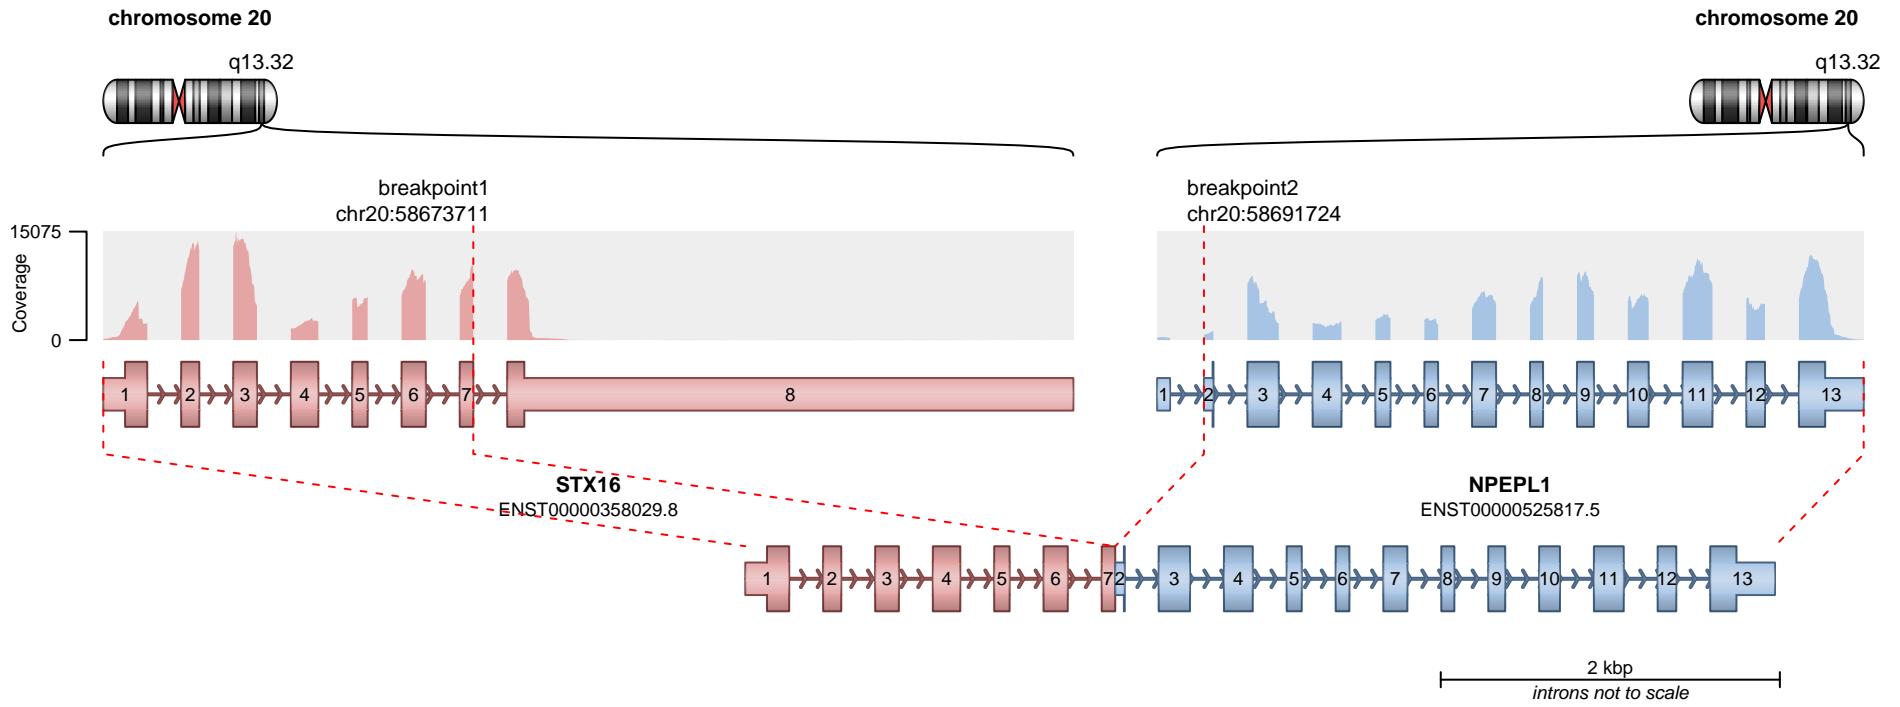 chromosome 20
chromosome 20
q13.32
q13.32
breakpoint1
chr20:58673711
breakpoint2
chr20:58691724
15075
Coverage
0
1 2 3 4 5 6 7 8
1 2 3 4 5 6 7 8 9 10 11 12 13
STX16
ENST00000358029.8
NPEPL1
ENST00000525817.5
1 2 3 4 5 6 7 2 3 4 5 6 7 8 9 10 11 12 13
2 kbp
introns not to scale